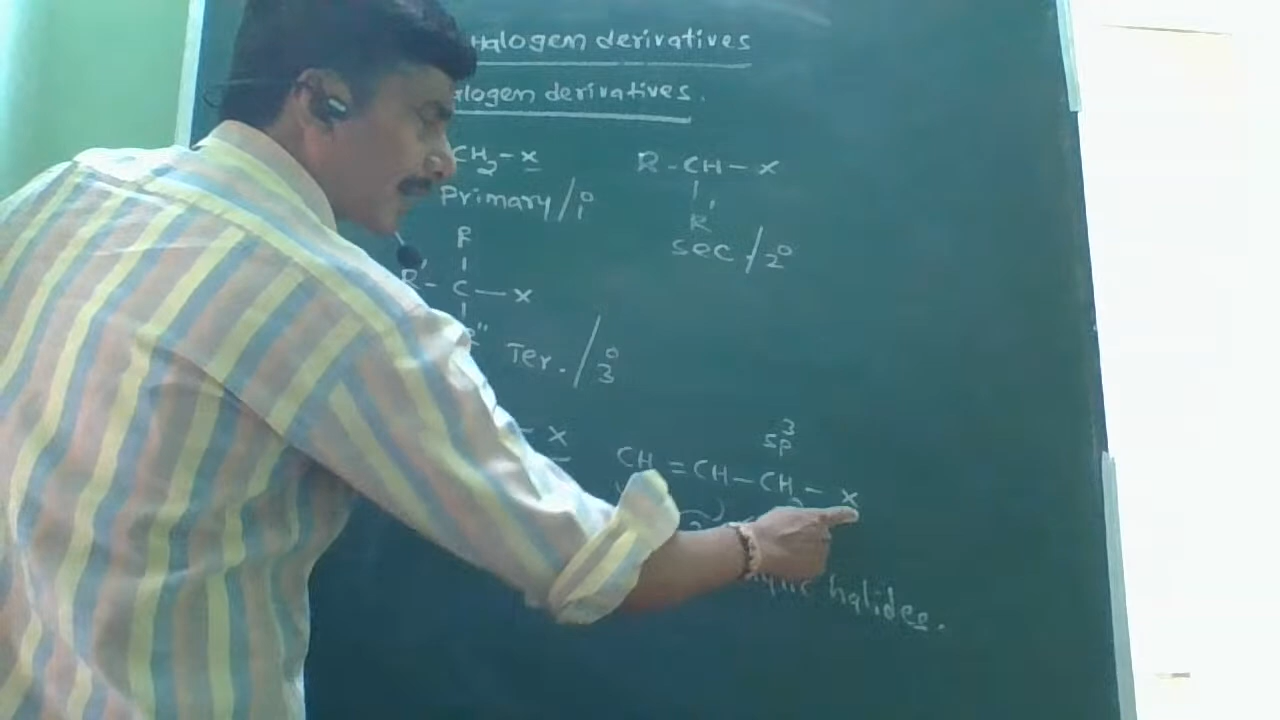 Halogen derivatives
logen derivatives.
CH2-X R-CH-X
Primary/1° R'
Sec/2°
R
R'-C-X
R''
Ter./3°
sp3
X CH=CH-CH2-X
halides.